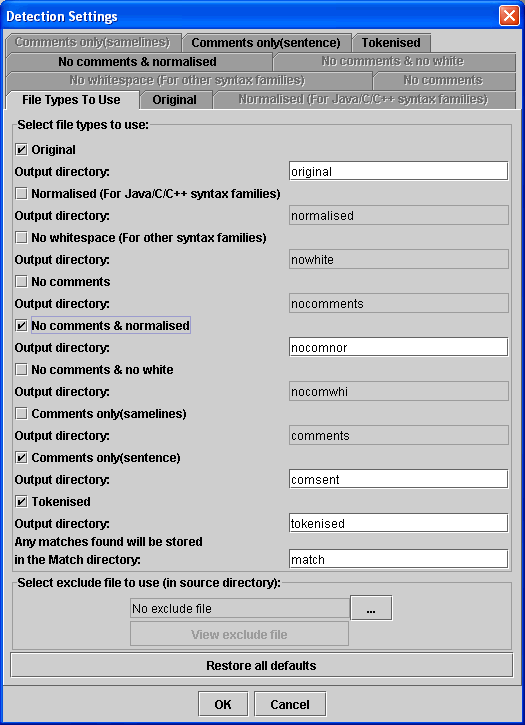 Detection Settings
Comments only(samelines) Comments only(sentence) Tokenised
No comments & normalised No comments & no white
No whitespace (For other syntax families) No comments
File Types To Use Original Normalised (For Java/C/C++ syntax families)
Select file types to use:
Original
Output directory: original
Normalised (For Java/C/C++ syntax families)
Output directory: normalised
No whitespace (For other syntax families)
Output directory: nowhite
No comments
Output directory: nocomments
No comments & normalised
Output directory: nocomnor
No comments & no white
Output directory: nocomwhi
Comments only(samelines)
Output directory: comments
Comments only(sentence)
Output directory: comsent
Tokenised
Output directory: tokenised
Any matches found will be stored
in the Match directory: match
Select exclude file to use (in source directory):
No exclude file ...
View exclude file
Restore all defaults
OK Cancel